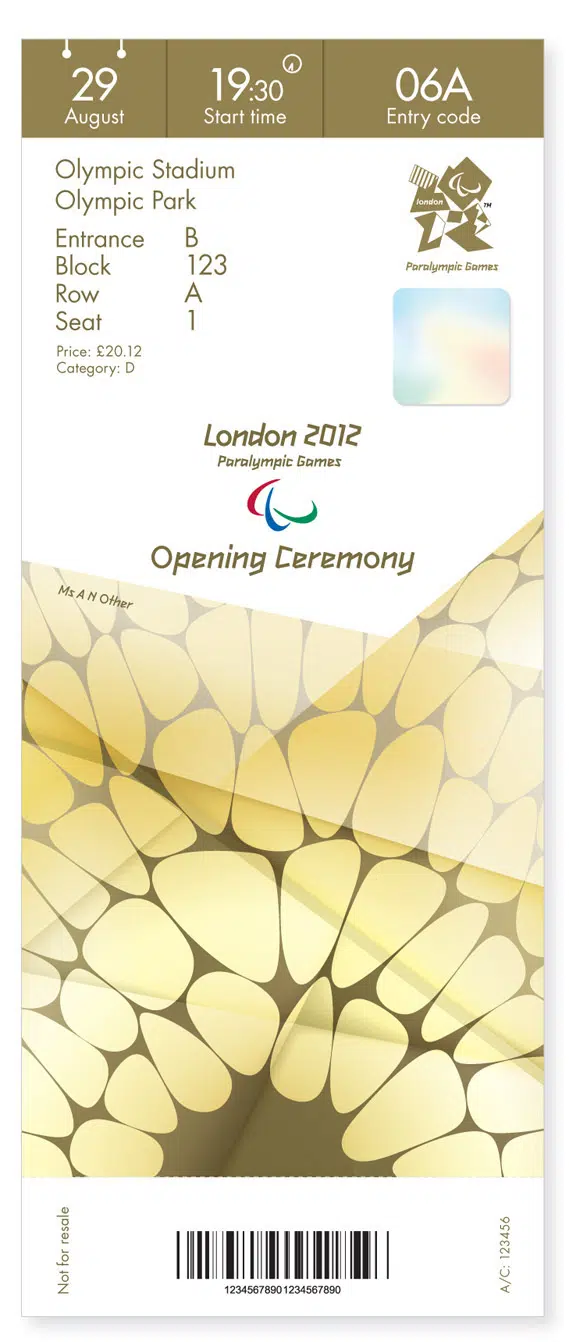 29
August
19:30
Start time
06A
Entry code
Olympic Stadium
Olympic Park
Entrance B
Block 123
Row A
Seat 1
Price: £20.12
Category: D
london
TM
Paralympic Games
London 2012
Paralympic Games
Opening Ceremony
Ms A N Other
Not for resale
12345678901234567890
A/C: 123456